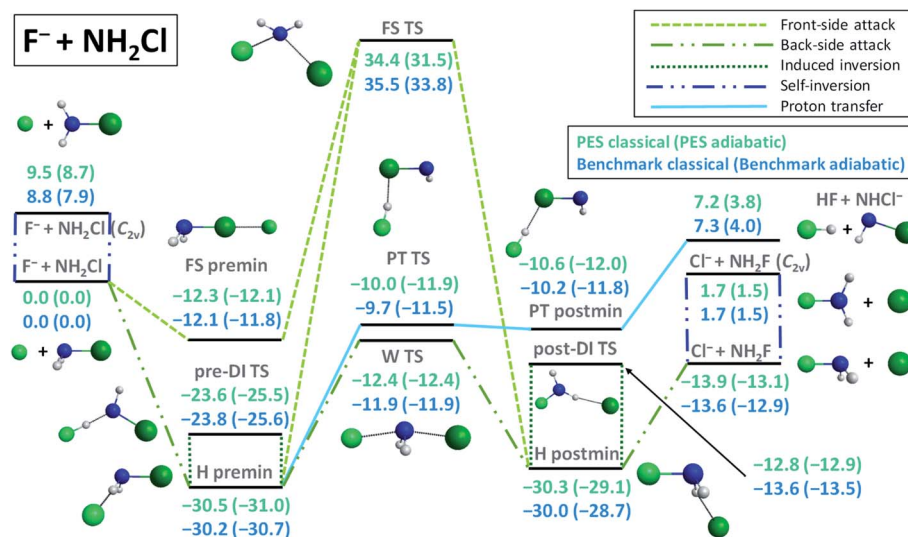 F⁻ + NH₂Cl
Front-side attack
Back-side attack
Induced inversion
Self-inversion
Proton transfer
PES classical (PES adiabatic)
Benchmark classical (Benchmark adiabatic)
FS TS
34.4 (31.5)
35.5 (33.8)
+
9.5 (8.7)
8.8 (7.9)
F⁻ + NH₂Cl (C₂ᵥ)
F⁻ + NH₂Cl
0.0 (0.0)
0.0 (0.0)
+
FS premin
−12.3 (−12.1)
−12.1 (−11.8)
pre-DI TS
−23.6 (−25.5)
−23.8 (−25.6)
H premin
−30.5 (−31.0)
−30.2 (−30.7)
PT TS
−10.0 (−11.9)
−9.7 (−11.5)
W TS
−12.4 (−12.4)
−11.9 (−11.9)
−10.6 (−12.0)
−10.2 (−11.8)
PT postmin
post-DI TS
H postmin
−30.3 (−29.1)
−30.0 (−28.7)
7.2 (3.8)
7.3 (4.0)
HF + NHCl⁻
+
Cl⁻ + NH₂F (C₂ᵥ)
1.7 (1.5)
1.7 (1.5)
+
Cl⁻ + NH₂F
−13.9 (−13.1)
−13.6 (−12.9)
+
−12.8 (−12.9)
−13.6 (−13.5)